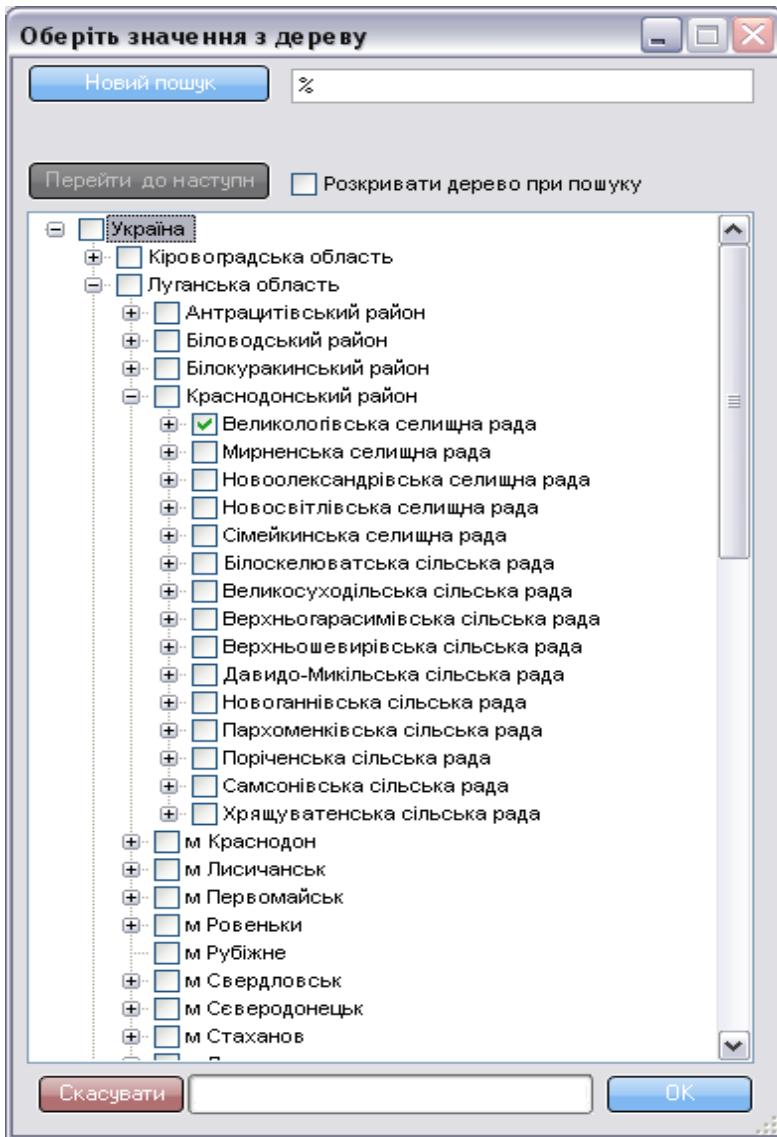 Оберіть значення з дереву
Новий пошук
%
Перейти до наступн
Розкривати дерево при пошуку
Україна
Кіровоградська область
Луганська область
Антрацитівський район
Біловодський район
Білокуракинський район
Краснодонський район
Великологівська селищна рада
Мирненська селищна рада
Новоолександрівська селищна рада
Новосвітлівська селищна рада
Сімейкинська селищна рада
Білоскелюватська сільська рада
Великосуходільська сільська рада
Верхньогарасимівська сільська рада
Верхньошевирівська сільська рада
Давидо-Микільська сільська рада
Новоганнівська сільська рада
Пархоменківська сільська рада
Поріченська сільська рада
Самсонівська сільська рада
Хрящуватенська сільська рада
м Краснодон
м Лисичанськ
м Первомайськ
м Ровеньки
м Рубіжне
м Свердловськ
м Сєверодонецьк
м Стаханов
Скасувати
ОК